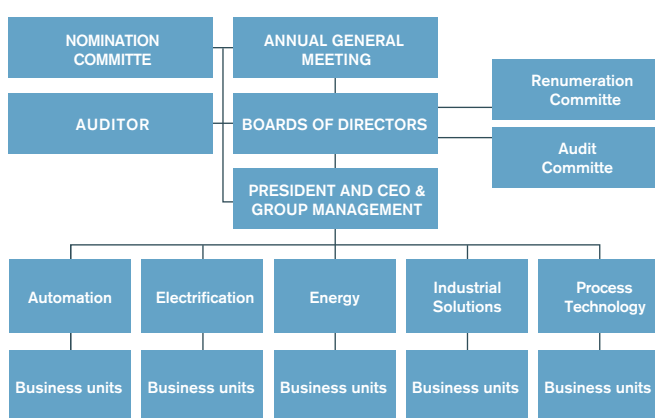 NOMINATION
COMMITTE
ANNUAL GENERAL
MEETING
Renumeration
Committe
AUDITOR
BOARDS OF DIRECTORS
Audit
Committe
PRESIDENT AND CEO &
GROUP MANAGEMENT
Automation
Electrification
Energy
Industrial
Solutions
Process
Technology
Business units
Business units
Business units
Business units
Business units